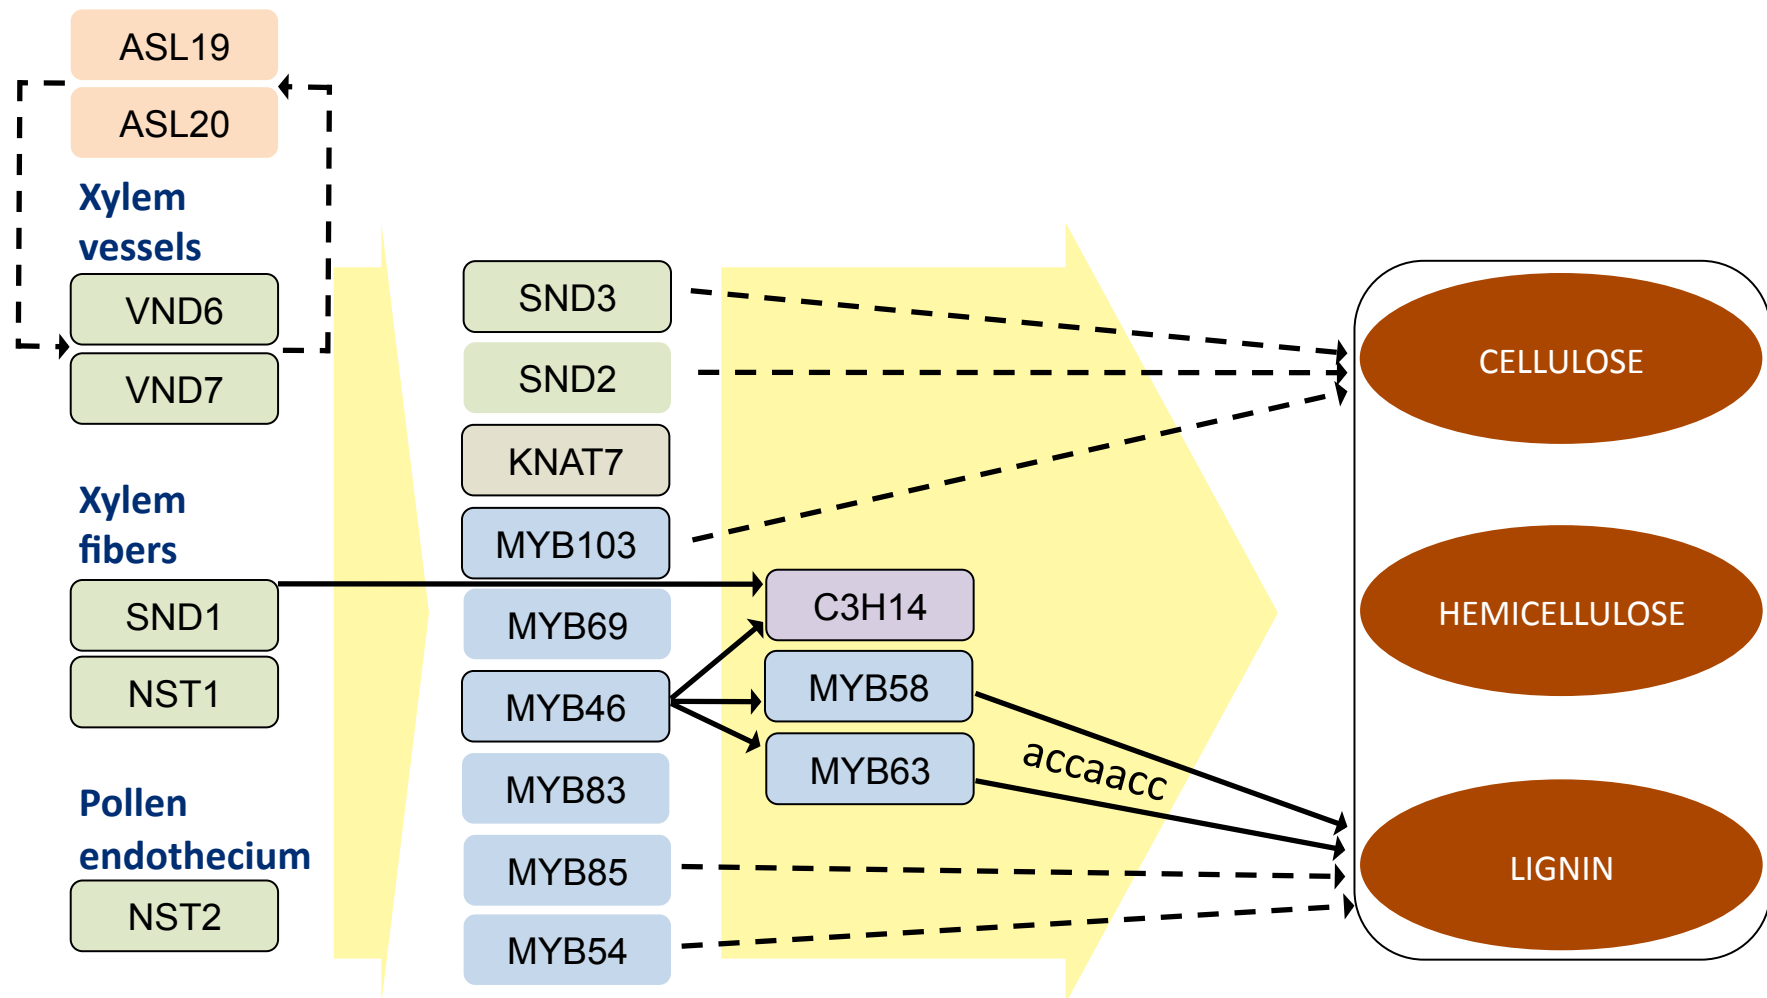 ASL19
ASL20
Xylem
vessels
VND6
VND7
Xylem
fibers
SND1
NST1
Pollen
endothecium
NST2
SND3
SND2
KNAT7
MYB103
MYB69
MYB46
MYB83
MYB85
MYB54
C3H14
MYB58
MYB63
accaacc
CELLULOSE
HEMICELLULOSE
LIGNIN